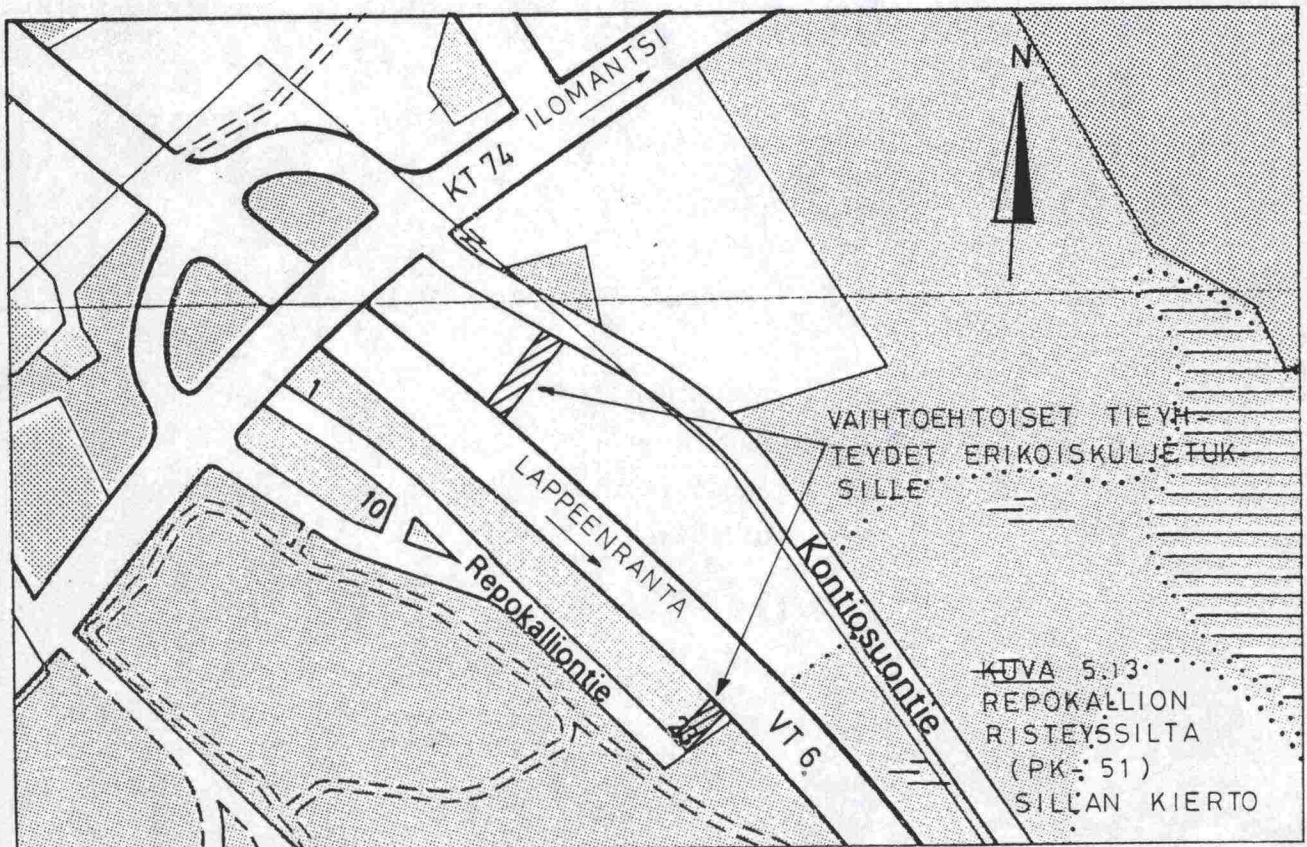 N
KT 74 ILOMANTSI
1
10
LAPPEENRANTA
Repokalliontie
Kontiosuontie
VT 6
VAIHTOEHTOISET TIEYH-
TEYDET ERIKOISKULJETUK-
SILLE
KUVA 5.13
REPOKALLION
RISTEYSSILTA
(PK-51)
SILLAN KIERTO